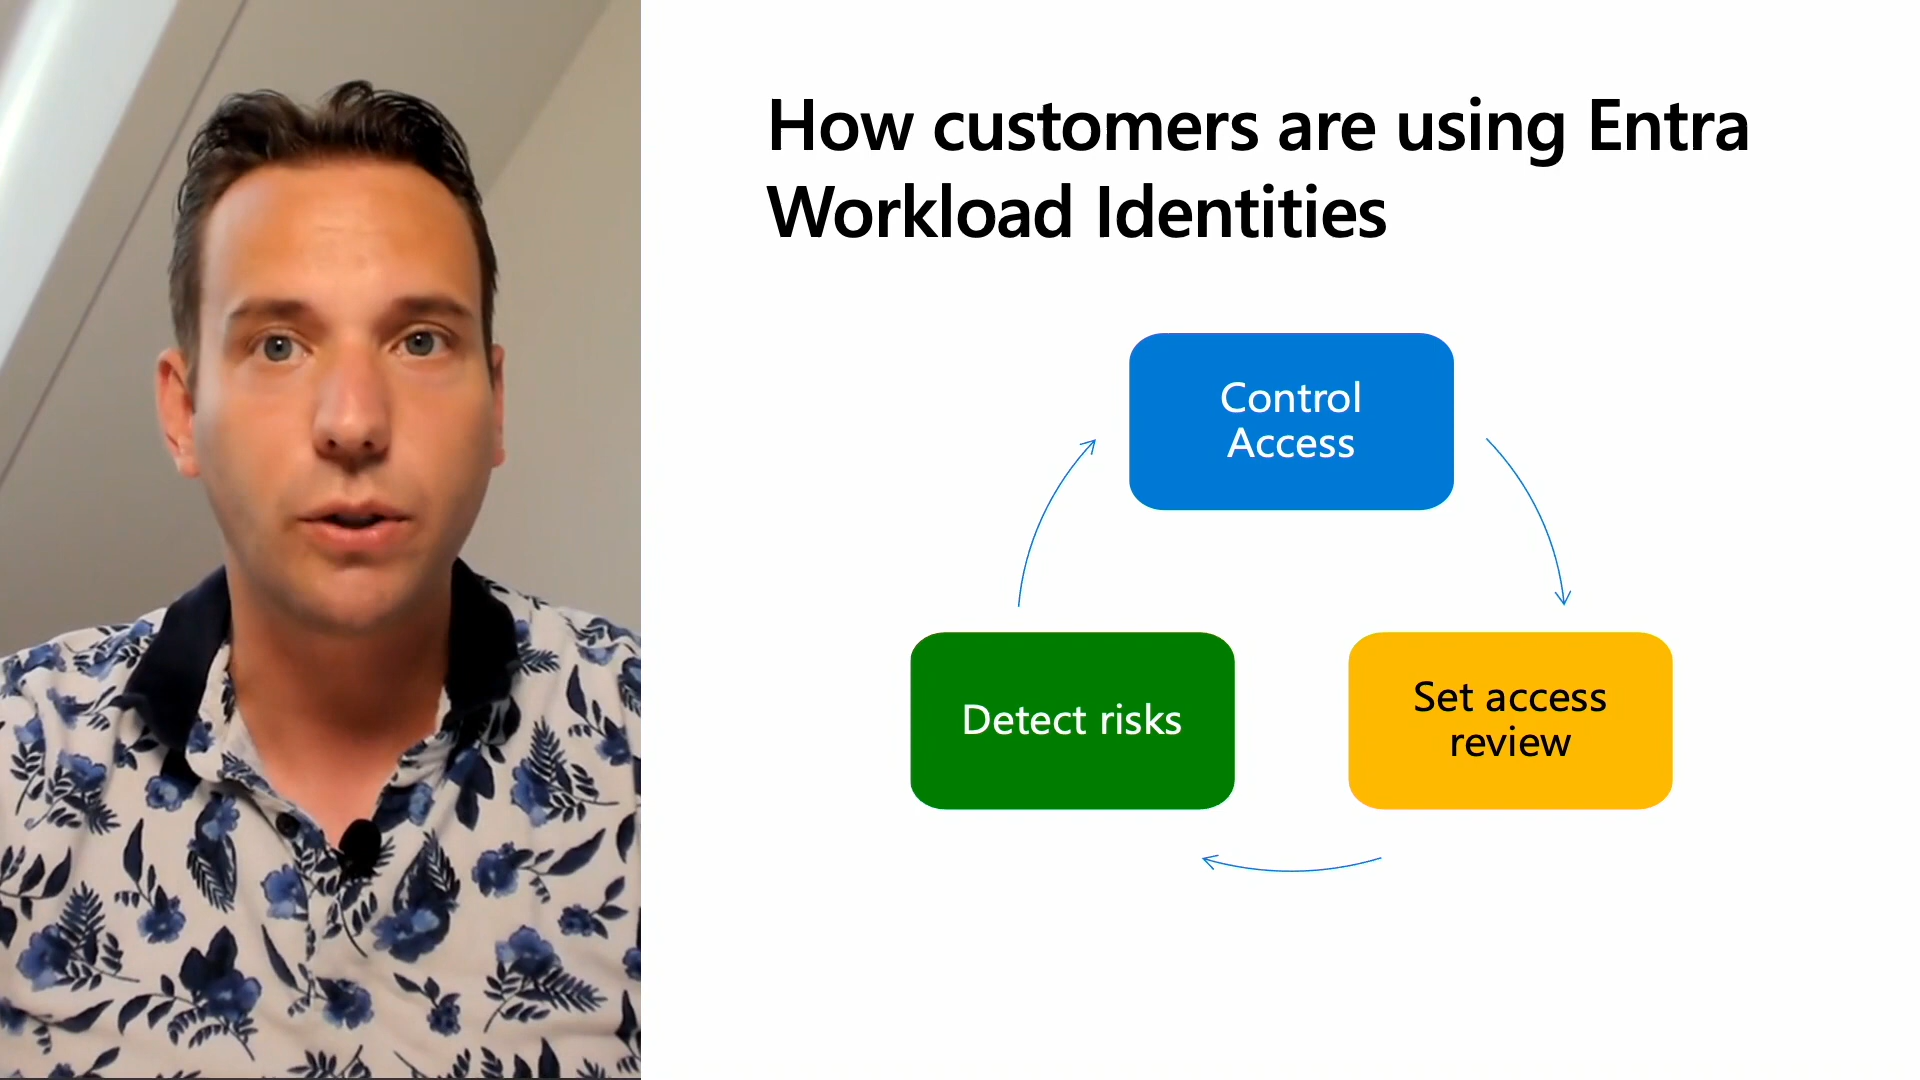 How customers are using Entra
Workload Identities
Control
Access
Detect risks
Set access
review